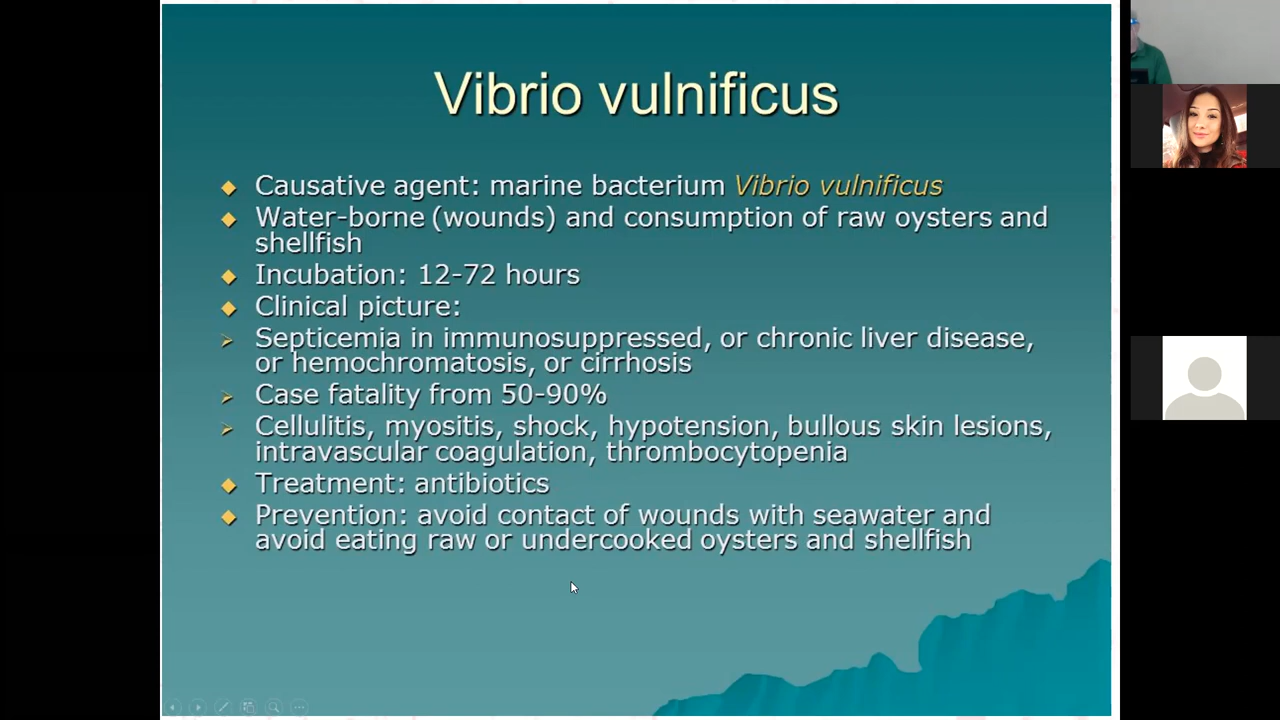 Vibrio vulnificus
Causative agent: marine bacterium Vibrio vulnificus
Water-borne (wounds) and consumption of raw oysters and
shellfish
Incubation: 12-72 hours
Clinical picture:
Septicemia in immunosuppressed, or chronic liver disease,
or hemochromatosis, or cirrhosis
Case fatality from 50-90%
Cellulitis, myositis, shock, hypotension, bullous skin lesions,
intravascular coagulation, thrombocytopenia
Treatment: antibiotics
Prevention: avoid contact of wounds with seawater and
avoid eating raw or undercooked oysters and shellfish